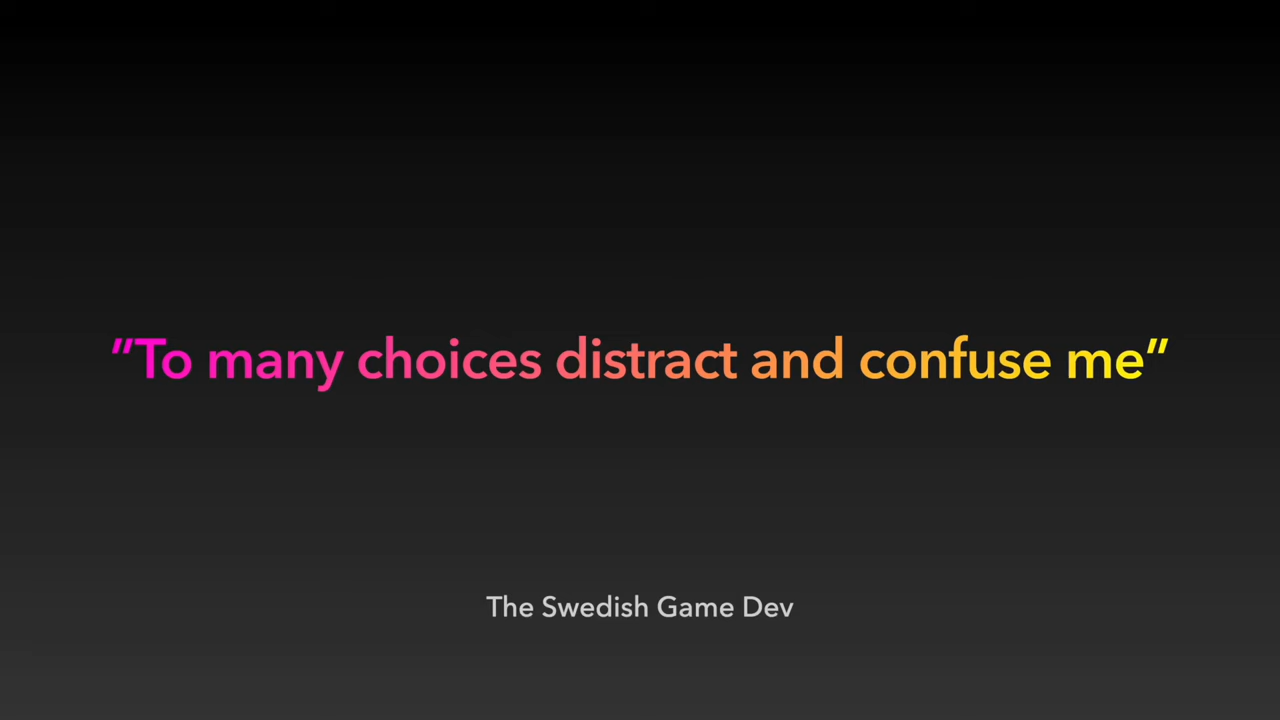 ”To many choices distract and confuse me”
The Swedish Game Dev